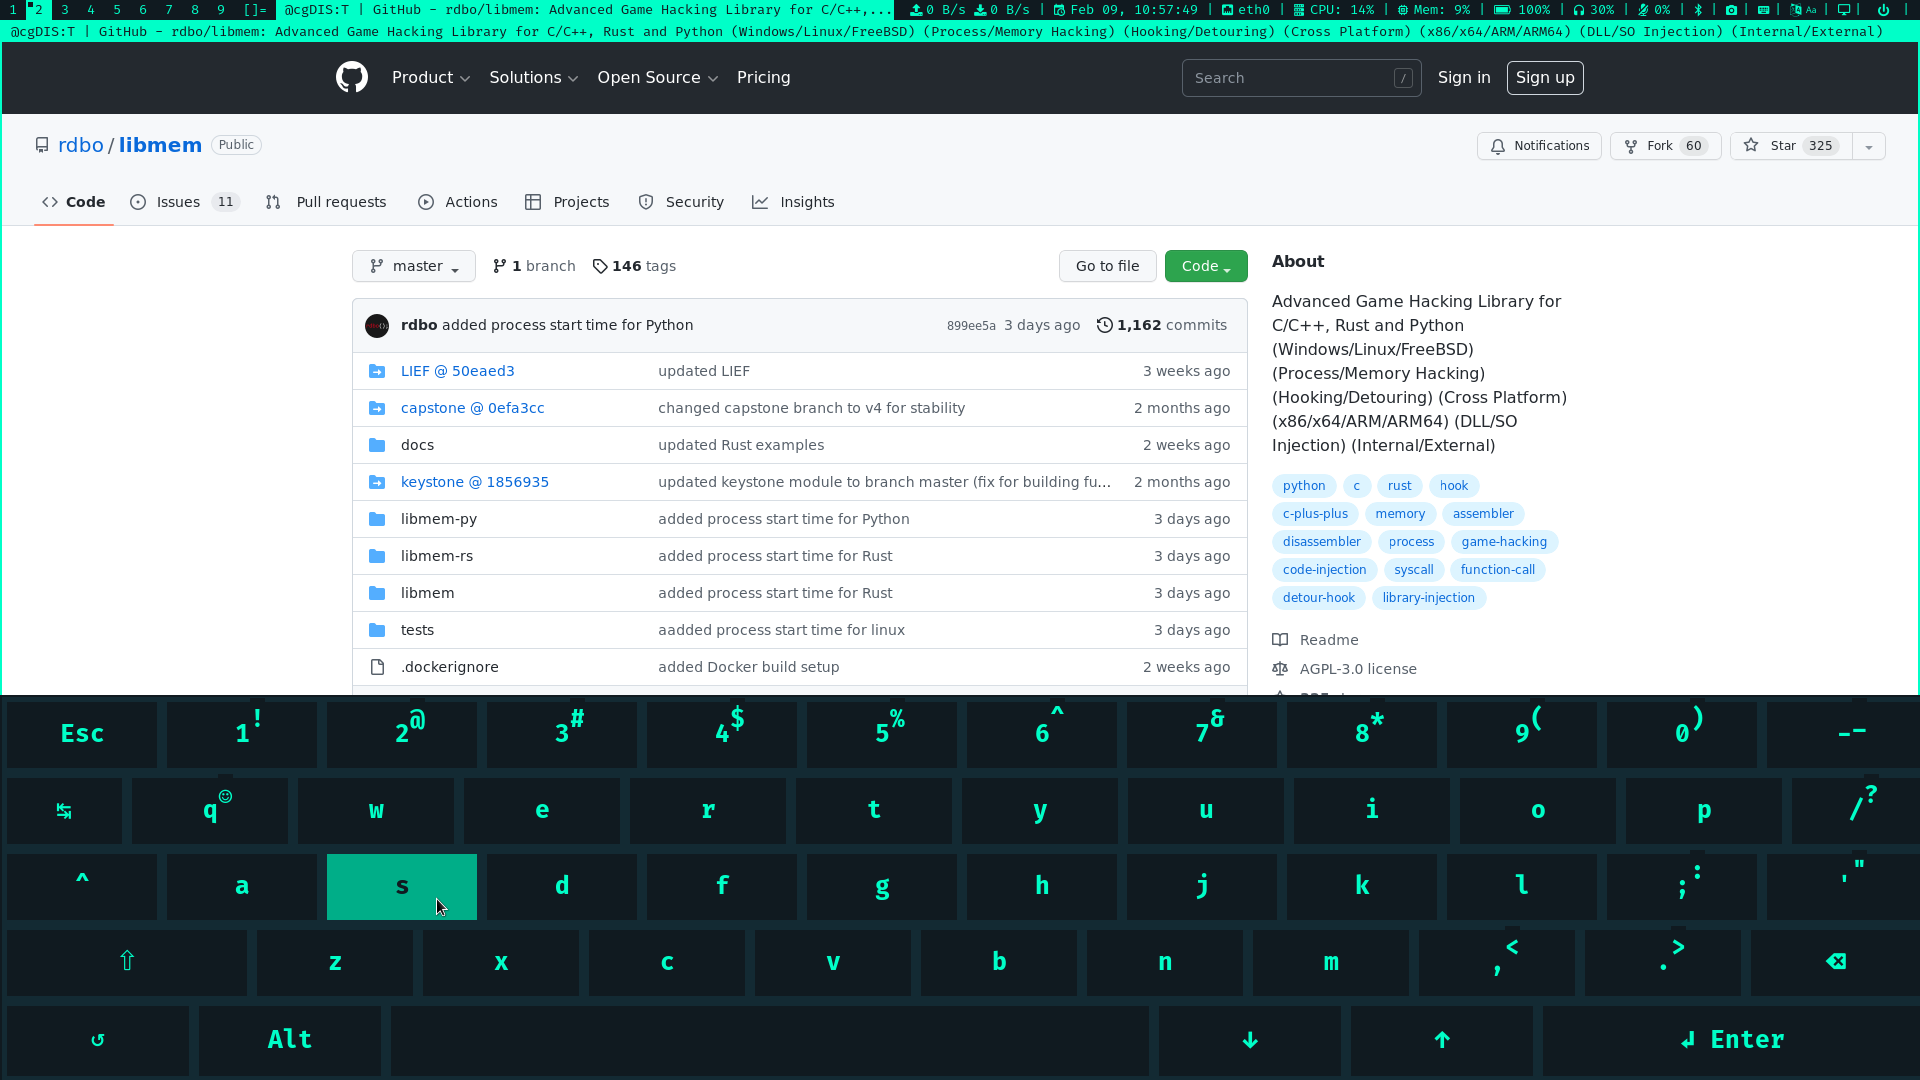 1 2 3 4 5 6 7 8 9 []= @cgDIS:T | GitHub - rdbo/libmem: Advanced Game Hacking Library for C/C++,... 0 B/s 0 B/s | Feb 09, 10:57:49 | eth0 | CPU: 14% | Mem: 9% | 100% | 30% | 0% | | | | Aa | | |
@cgDIS:T | GitHub - rdbo/libmem: Advanced Game Hacking Library for C/C++, Rust and Python (Windows/Linux/FreeBSD) (Process/Memory Hacking) (Hooking/Detouring) (Cross Platform) (x86/x64/ARM/ARM64) (DLL/SO Injection) (Internal/External)
Product Solutions Open Source Pricing Search / Sign in Sign up
rdbo / libmem Public Notifications Fork 60 Star 325
<> Code Issues 11 Pull requests Actions Projects Security Insights
master 1 branch 146 tags Go to file Code
rdbo added process start time for Python 899ee5a 3 days ago 1,162 commits
LIEF @ 50eaed3 updated LIEF 3 weeks ago
capstone @ 0efa3cc changed capstone branch to v4 for stability 2 months ago
docs updated Rust examples 2 weeks ago
keystone @ 1856935 updated keystone module to branch master (fix for building fu... 2 months ago
libmem-py added process start time for Python 3 days ago
libmem-rs added process start time for Rust 3 days ago
libmem added process start time for Rust 3 days ago
tests aadded process start time for linux 3 days ago
.dockerignore added Docker build setup 2 weeks ago
About
Advanced Game Hacking Library for
C/C++, Rust and Python
(Windows/Linux/FreeBSD)
(Process/Memory Hacking)
(Hooking/Detouring) (Cross Platform)
(x86/x64/ARM/ARM64) (DLL/SO
Injection) (Internal/External)
python c rust hook
c-plus-plus memory assembler
disassembler process game-hacking
code-injection syscall function-call
detour-hook library-injection
Readme
AGPL-3.0 license
Esc 1 ! 2 @ 3 # 4 $ 5 % 6 ^ 7 & 8 * 9 ( 0 ) - _
↹ q ☺ w e r t y u i o p / ?
^ a s d f g h j k l ; : ' "
⇧ z x c v b n m , < . > ⌫
↺ Alt ↓ ↑ ↲ Enter